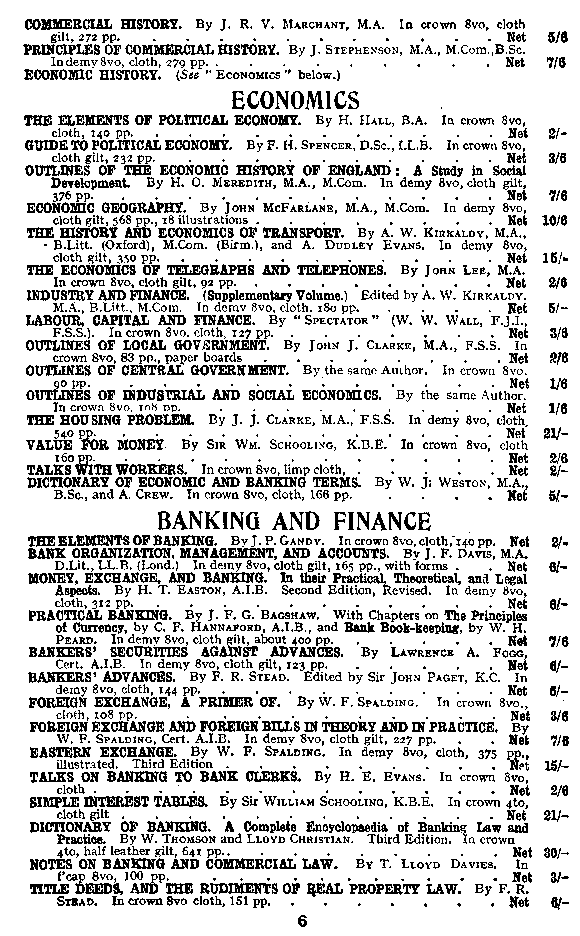 COMMERCIAL HISTORY. By J. R. V. MARCHANT, M.A. In crown 8vo, cloth
gilt, 272 pp. . . . . . . . . . Net 5/6
PRINCIPLES OF COMMERCIAL HISTORY. By J. STEPHENSON, M.A., M.Com., B.Sc.
In demy 8vo, cloth, 279 pp. . . . . . . . . Net 7/6
ECONOMIC HISTORY. (See "ECONOMICS" below.)
ECONOMICS
THE ELEMENTS OF POLITICAL ECONOMY. By H. HALL, B.A. In crown 8vo,
cloth, 140 pp. . . . . . . . . . Net 2/-
GUIDE TO POLITICAL ECONOMY. By F. H. SPENCER, D.Sc., LL.B. In crown 8vo,
cloth gilt, 232 pp. . . . . . . . . . Net 3/6
OUTLINES OF THE ECONOMIC HISTORY OF ENGLAND: A Study in Social
Development. By H. O. MEREDITH, M.A., M.Com. In demy 8vo, cloth gilt,
376 pp. . . . . . . . . . Net 7/6
ECONOMIC GEOGRAPHY. By JOHN MCFARLANE, M.A., M.Com. In demy 8vo,
cloth gilt, 568 pp., 18 illustrations . . . . . . Net 10/6
THE HISTORY AND ECONOMICS OF TRANSPORT. By A. W. KIRKALDY, M.A.,
B.Litt. (Oxford), M.Com. (Birm.), and A. DUDLEY EVANS. In demy 8vo,
cloth gilt, 350 pp. . . . . . . . . Net 15/-
THE ECONOMICS OF TELEGRAPHS AND TELEPHONES. By JOHN LEE, M.A.
In crown 8vo, cloth gilt, 92 pp. . . . . . . . Net 2/6
INDUSTRY AND FINANCE. (Supplementary Volume.) Edited by A. W. KIRKALDY,
M.A., B.Litt., M.Com. In demy 8vo, cloth, 180 pp. . . . . Net 5/-
LABOUR, CAPITAL AND FINANCE. By "SPECTATOR" (W. W. WALL, F.J.I.,
F.S.S.). In crown 8vo, cloth, 127 pp. . . . . . . Net 3/6
OUTLINES OF LOCAL GOVERNMENT. By JOHN J. CLARKE, M.A., F.S.S. In
crown 8vo, 83 pp., paper boards . . . . . . . Net 2/6
OUTLINES OF CENTRAL GOVERNMENT. By the same Author. In crown 8vo.
90 pp. . . . . . . . . . Net 1/6
OUTLINES OF INDUSTRIAL AND SOCIAL ECONOMICS. By the same Author.
In crown 8vo, 108 pp. . . . . . . . . Net 1/6
THE HOUSING PROBLEM. By J. J. CLARKE, M.A., F.S.S. In demy 8vo, cloth,
540 pp. . . . . . . . . . Net 21/-
VALUE FOR MONEY. By SIR WM. SCHOOLING, K.B.E. In crown 8vo, cloth
160 pp. . . . . . . . . . Net 2/6
TALKS WITH WORKERS. In crown 8vo, limp cloth, . . . . . Net 2/-
DICTIONARY OF ECONOMIC AND BANKING TERMS. By W. J. WESTON, M.A.,
B.Sc., and A. CREW. In crown 8vo, cloth, 166 pp. . . . . Net 5/-
BANKING AND FINANCE
THE ELEMENTS OF BANKING. By J. P. GANDY. In crown 8vo, cloth, 140 pp. Net 2/-
BANK ORGANIZATION, MANAGEMENT, AND ACCOUNTS. By J. F. DAVIS, M.A.
D.Lit., LL.B. (Lond.) In demy 8vo, cloth gilt, 165 pp., with forms . . Net 6/-
MONEY, EXCHANGE, AND BANKING. In their Practical, Theoretical, and Legal
Aspects. By H. T. EASTON, A.I.B. Second Edition, Revised. In demy 8vo,
cloth, 312 pp. . . . . . . . . . Net 6/-
PRACTICAL BANKING. By J. F. G. BAGSHAW. With Chapters on The Principles
of Currency, by C. F. HANNAFORD, A.I.B., and Bank Book-keeping, by W. H.
PEARD. In demy 8vo, cloth gilt, about 400 pp. . . . . . Net 7/6
BANKERS' SECURITIES AGAINST ADVANCES. By LAWRENCE A. FOGG,
Cert. A.I.B. In demy 8vo, cloth gilt, 123 pp. . . . . . Net 6/-
BANKERS' ADVANCES. By F. R. STEAD. Edited by Sir JOHN PAGET, K.C. In
demy 8vo, cloth, 144 pp. . . . . . . . . Net 6/-
FOREIGN EXCHANGE, A PRIMER OF. By W. F. SPALDING. In crown 8vo.,
cloth, 108 pp. . . . . . . . . . Net 3/6
FOREIGN EXCHANGE AND FOREIGN BILLS IN THEORY AND IN PRACTICE. By
W. F. SPALDING, Cert. A.I.B. In demy 8vo, cloth gilt, 227 pp. . . Net 7/6
EASTERN EXCHANGE. By W. F. SPALDING. In demy 8vo, cloth, 375 pp.,
illustrated. Third Edition . . . . . . . Net 15/-
TALKS ON BANKING TO BANK CLERKS. By H. E. EVANS. In crown 8vo,
cloth . . . . . . . . . . Net 2/6
SIMPLE INTEREST TABLES. By Sir WILLIAM SCHOOLING, K.B.E. In crown 4to,
cloth gilt . . . . . . . . . . Net 21/-
DICTIONARY OF BANKING. A Complete Encyclopaedia of Banking Law and
Practice. By W. THOMSON and LLOYD CHRISTIAN. Third Edition. In crown
4to, half leather gilt, 641 pp. . . . . . . . . Net 30/-
NOTES ON BANKING AND COMMERCIAL LAW. By T. LLOYD DAVIES. In
f'cap 8vo, 100 pp. . . . . . . . . . Net 3/-
TITLE DEEDS, AND THE RUDIMENTS OF REAL PROPERTY LAW. By F. R.
STEAD. In crown 8vo cloth, 151 pp. . . . . . . . Net 6/-
6